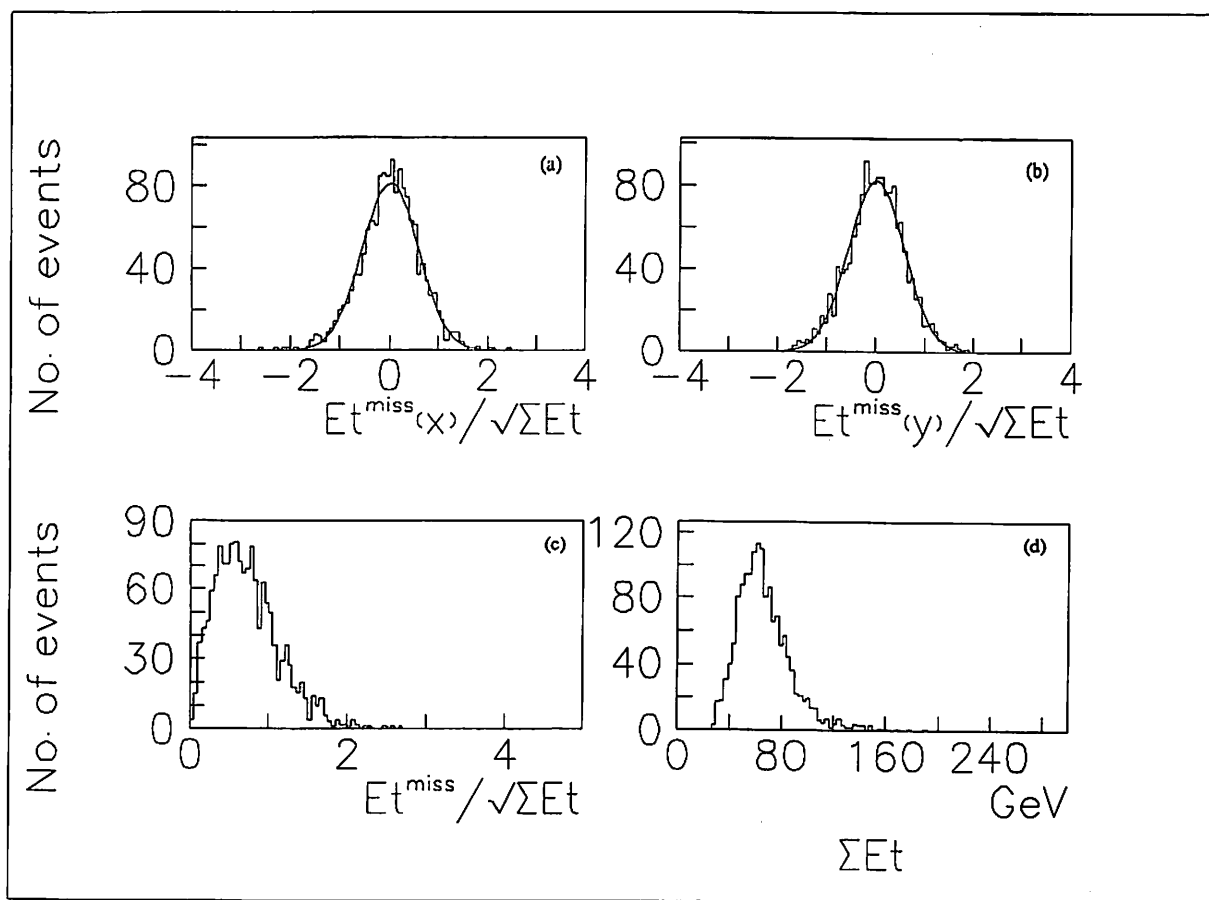 No. of events
80
40
0
(a)
−4 −2 0 2 4
Et^miss(x)/√ΣEt
80
40
0
(b)
−4 −2 0 2 4
Et^miss(y)/√ΣEt
No. of events
90
60
30
0
(c)
0 2 4
Et^miss/√ΣEt
120
80
40
0
(d)
0 80 160 240
GeV
ΣEt